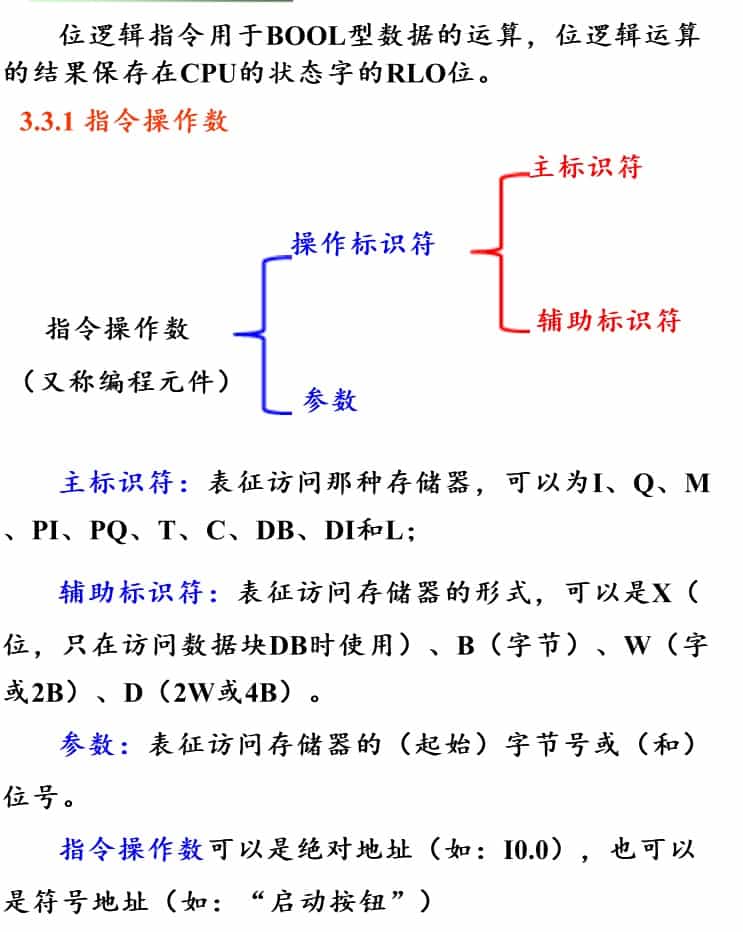 位逻辑指令用于BOOL型数据的运算，位逻辑运算
的结果保存在CPU的状态字的RLO位。
3.3.1 指令操作数
主标识符
操作标识符
辅助标识符
指令操作数
（又称编程元件）
参数
主标识符：表征访问那种存储器，可以为I、Q、M
、PI、PQ、T、C、DB、DI和L；
辅助标识符：表征访问存储器的形式，可以是X（
位，只在访问数据块DB时使用）、B（字节）、W（字
或2B）、D（2W或4B）。
参数：表征访问存储器的（起始）字节号或（和）
位号。
指令操作数可以是绝对地址（如：I0.0），也可以
是符号地址（如：“启动按钮”）